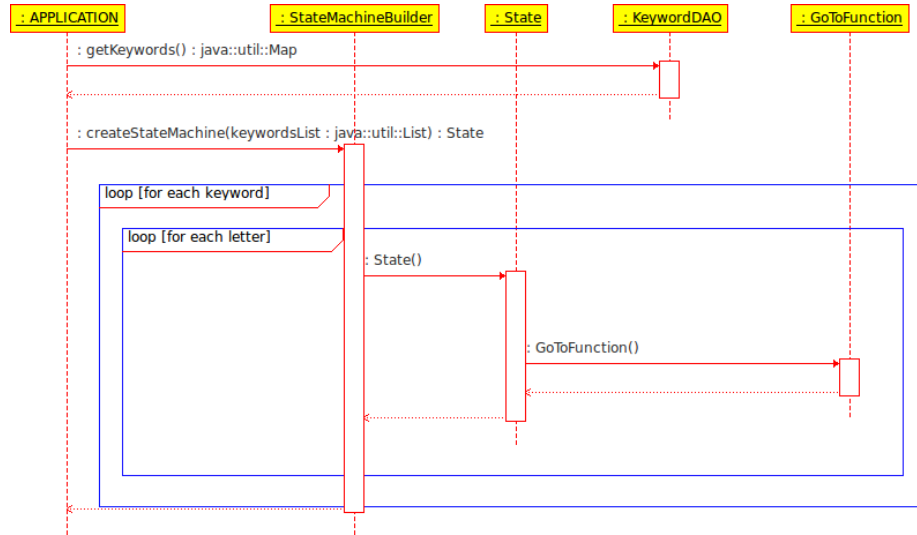 : APPLICATION
: StateMachineBuilder
: State
: KeywordDAO
: GoToFunction
: getKeywords() : java::util::Map
: createStateMachine(keywordsList : java::util::List) : State
loop [for each keyword]
loop [for each letter]
: State()
: GoToFunction()